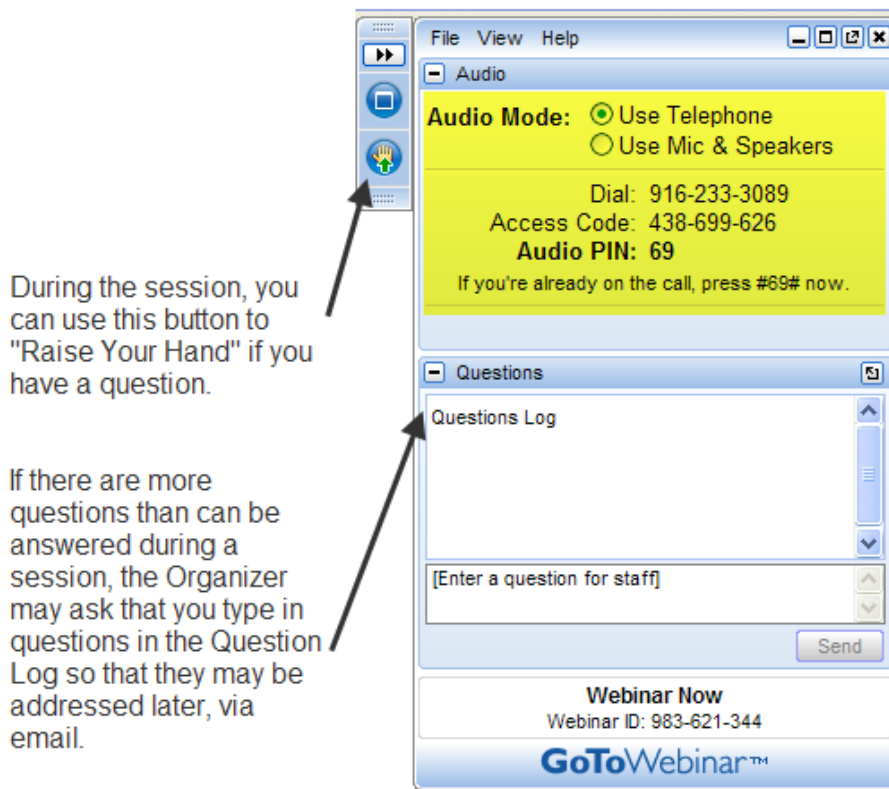 File View Help
Audio
Audio Mode: Use Telephone
Use Mic & Speakers
Dial: 916-233-3089
Access Code: 438-699-626
Audio PIN: 69
If you're already on the call, press #69# now.
During the session, you
can use this button to
"Raise Your Hand" if you
have a question.
Questions
Questions Log
If there are more
questions than can be
answered during a
session, the Organizer
may ask that you type in
questions in the Question
Log so that they may be
addressed later, via
email.
[Enter a question for staff]
Send
Webinar Now
Webinar ID: 983-621-344
GoToWebinar™